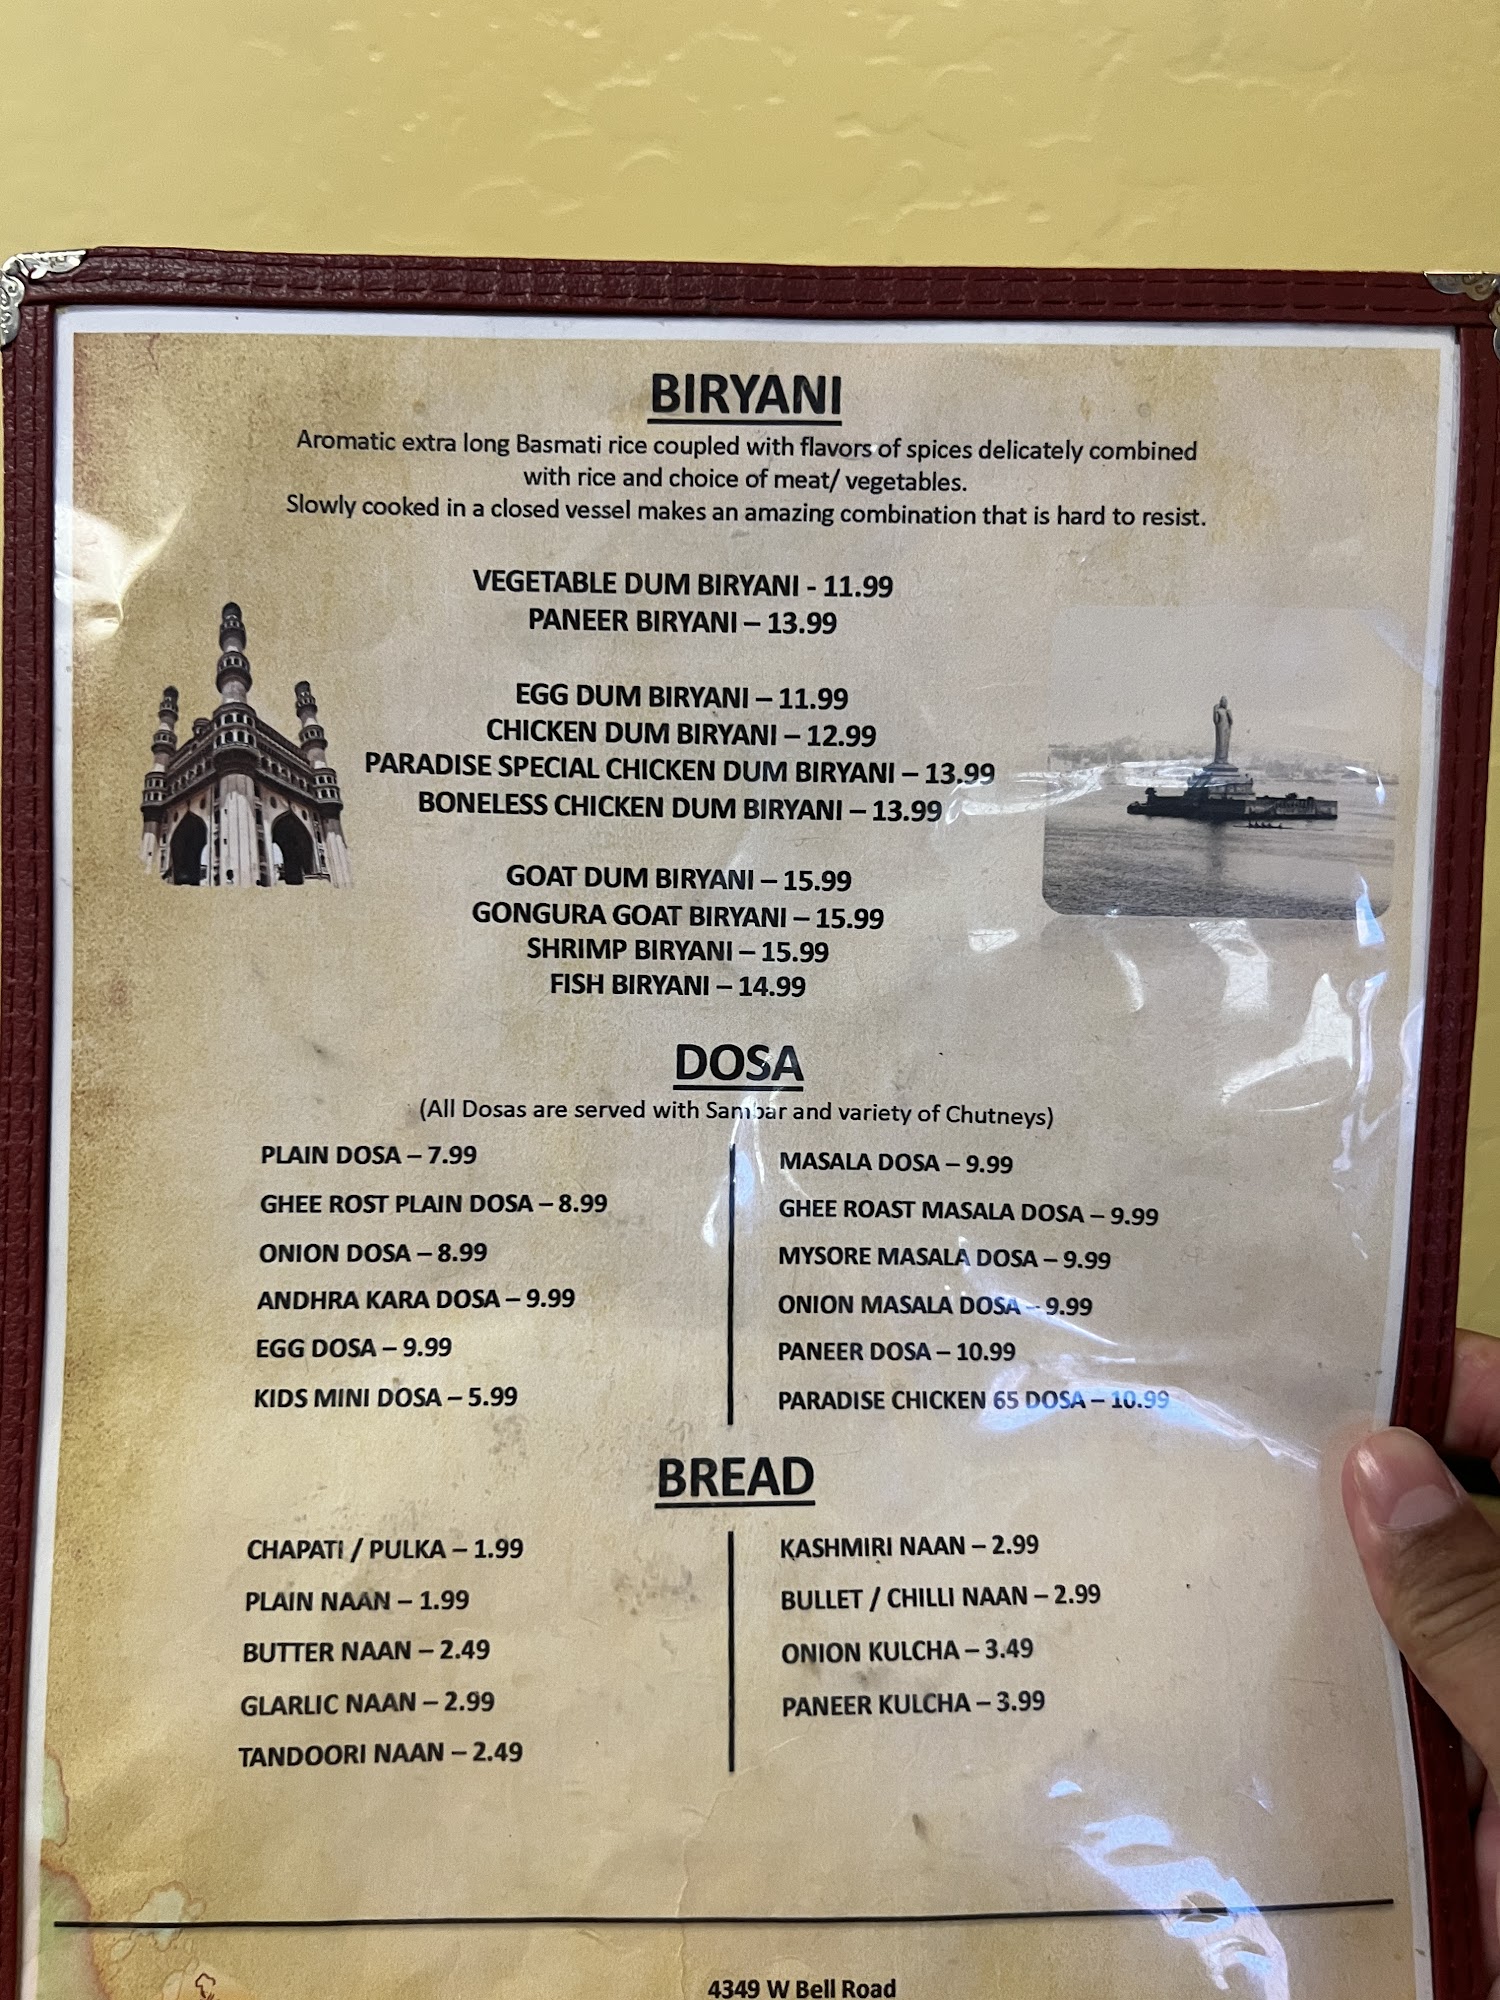 BIRYANI
Aromatic extra long Basmati rice coupled with flavors of spices delicately combined
with rice and choice of meat/ vegetables.
Slowly cooked in a closed vessel makes an amazing combination that is hard to resist.
VEGETABLE DUM BIRYANI - 11.99
PANEER BIRYANI – 13.99
EGG DUM BIRYANI – 11.99
CHICKEN DUM BIRYANI – 12.99
PARADISE SPECIAL CHICKEN DUM BIRYANI – 13.99
BONELESS CHICKEN DUM BIRYANI – 13.99
GOAT DUM BIRYANI – 15.99
GONGURA GOAT BIRYANI – 15.99
SHRIMP BIRYANI – 15.99
FISH BIRYANI – 14.99
DOSA
(All Dosas are served with Sambar and variety of Chutneys)
PLAIN DOSA – 7.99
GHEE ROST PLAIN DOSA – 8.99
ONION DOSA – 8.99
ANDHRA KARA DOSA – 9.99
EGG DOSA – 9.99
KIDS MINI DOSA – 5.99
MASALA DOSA – 9.99
GHEE ROAST MASALA DOSA – 9.99
MYSORE MASALA DOSA – 9.99
ONION MASALA DOSA – 9.99
PANEER DOSA – 10.99
PARADISE CHICKEN 65 DOSA – 10.99
BREAD
CHAPATI / PULKA – 1.99
PLAIN NAAN – 1.99
BUTTER NAAN – 2.49
GLARLIC NAAN – 2.99
TANDOORI NAAN – 2.49
KASHMIRI NAAN – 2.99
BULLET / CHILLI NAAN – 2.99
ONION KULCHA – 3.49
PANEER KULCHA – 3.99
4349 W Bell Road